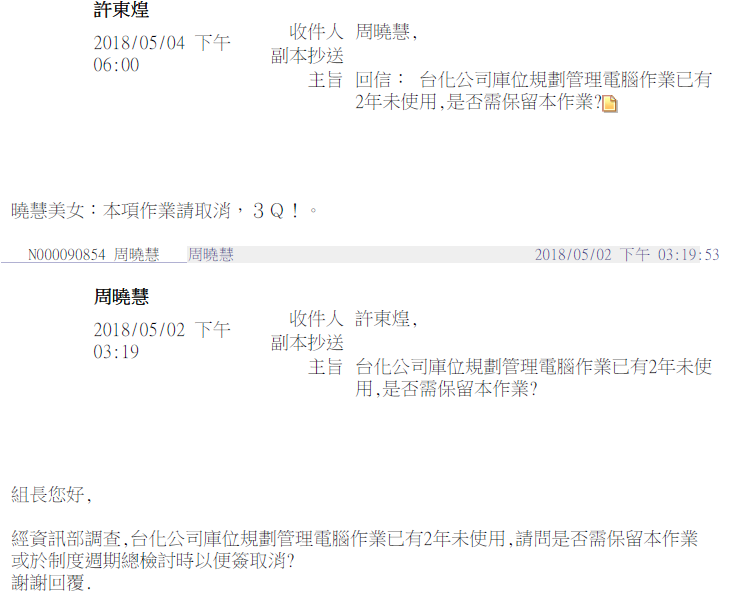 許東煌
2018/05/04 下午
06:00
收件人 周曉慧,
副本抄送
主旨 回信： 台化公司庫位規劃管理電腦作業已有
2年未使用,是否需保留本作業?
曉慧美女：本項作業請取消，３Ｑ！。
N000090854 周曉慧 周曉慧 2018/05/02 下午 03:19:53
周曉慧
2018/05/02 下午
03:19
收件人 許東煌,
副本抄送
主旨 台化公司庫位規劃管理電腦作業已有2年未使
用,是否需保留本作業?
組長您好,
經資訊部調查,台化公司庫位規劃管理電腦作業已有2年未使用,請問是否需保留本作業
或於制度週期總檢討時以便簽取消?
謝謝回覆.